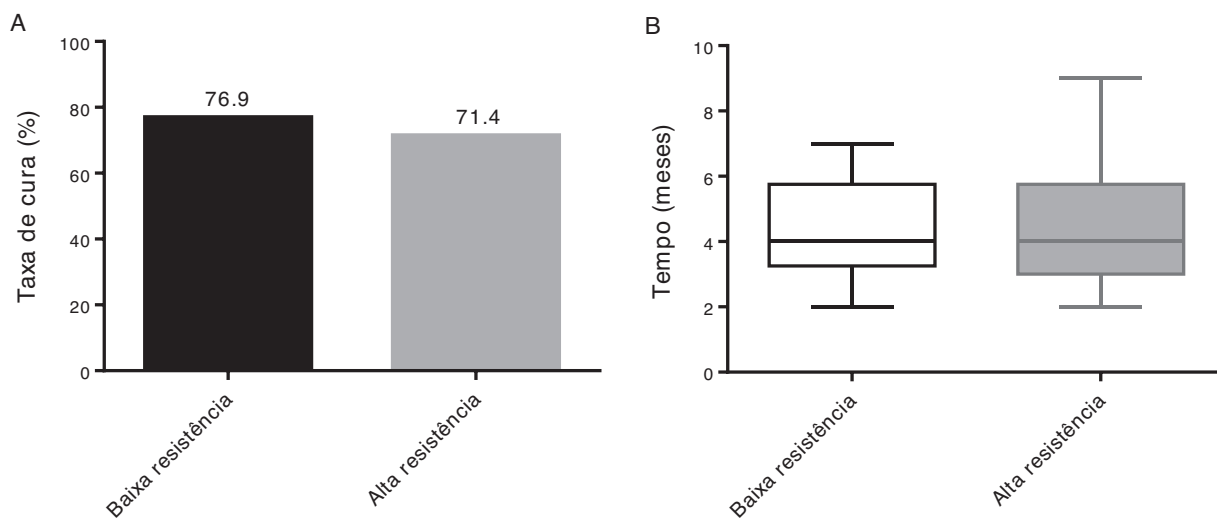 A
Taxa de cura (%)
100
80
60
40
20
0
76.9
71.4
Baixa resistência
Alta resistência
B
Tempo (meses)
10
8
6
4
2
0
Baixa resistência
Alta resistência